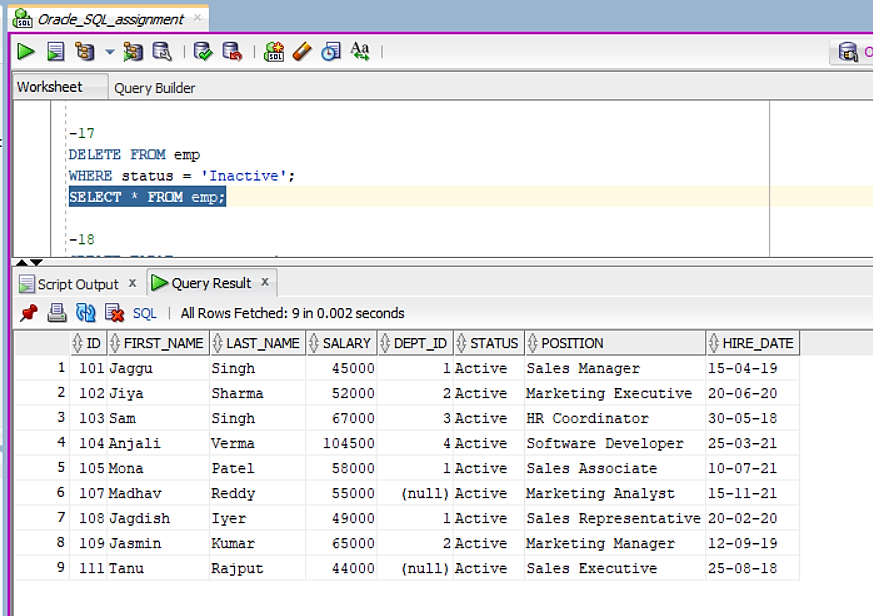 Oracle_SQL_assignment
Worksheet Query Builder
-17
DELETE FROM emp
WHERE status = 'Inactive';
SELECT * FROM emp;
-18
Script Output x Query Result x
SQL | All Rows Fetched: 9 in 0.002 seconds
ID FIRST_NAME LAST_NAME SALARY DEPT_ID STATUS POSITION HIRE_DATE
1 101 Jaggu Singh 45000 1 Active Sales Manager 15-04-19
2 102 Jiya Sharma 52000 2 Active Marketing Executive 20-06-20
3 103 Sam Singh 67000 3 Active HR Coordinator 30-05-18
4 104 Anjali Verma 104500 4 Active Software Developer 25-03-21
5 105 Mona Patel 58000 1 Active Sales Associate 10-07-21
6 107 Madhav Reddy 55000 (null) Active Marketing Analyst 15-11-21
7 108 Jagdish Iyer 49000 1 Active Sales Representative 20-02-20
8 109 Jasmin Kumar 65000 2 Active Marketing Manager 12-09-19
9 111 Tanu Rajput 44000 (null) Active Sales Executive 25-08-18